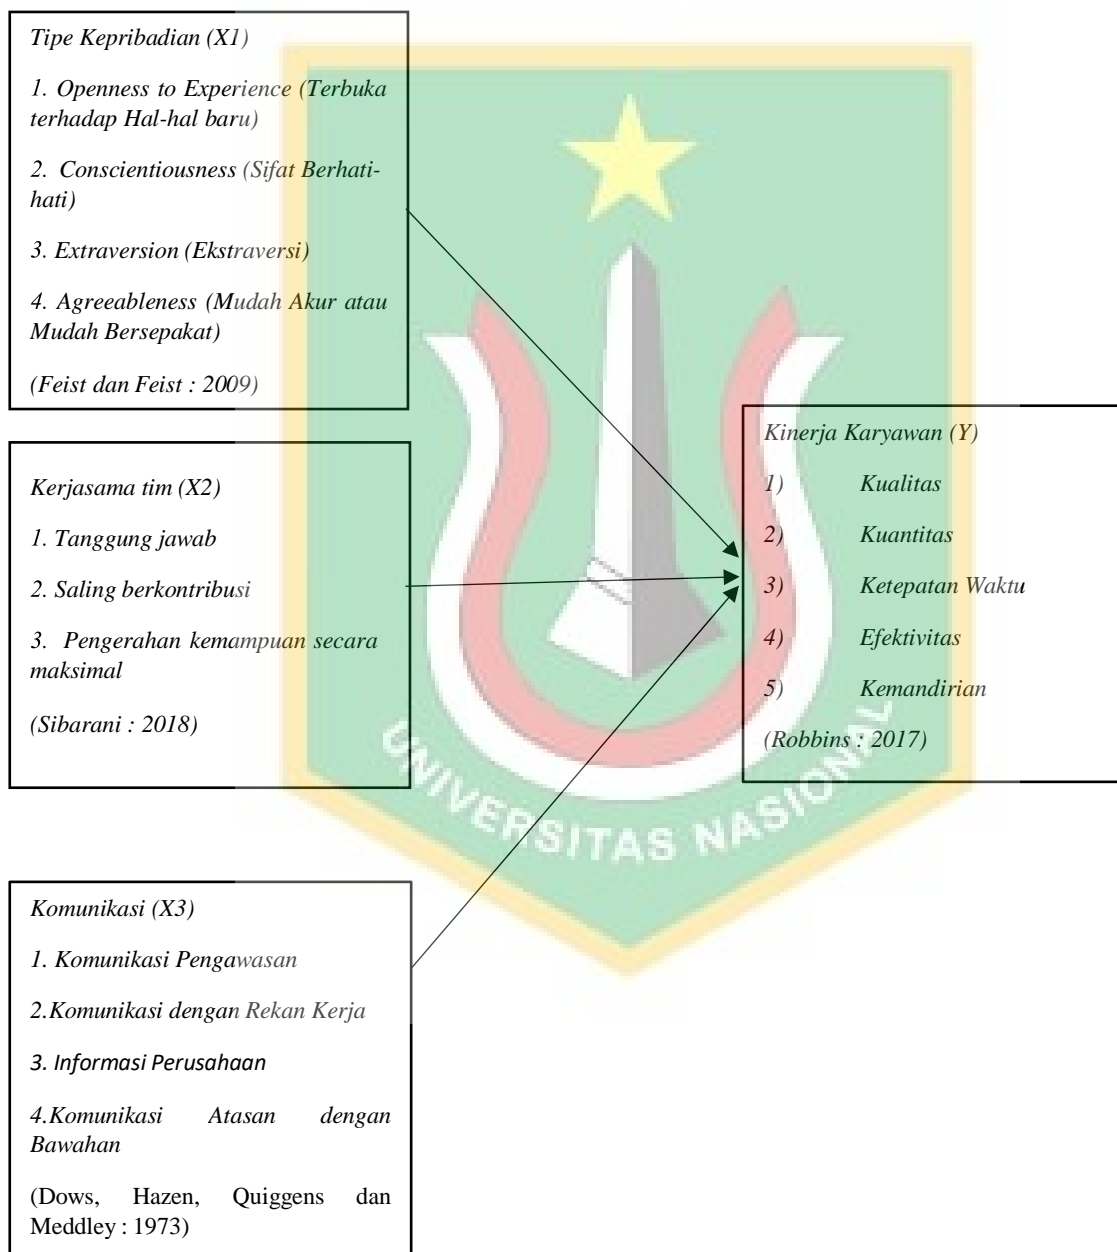 Tipe Kepribadian (X1)
1. Openness to Experience (Terbuka
terhadap Hal-hal baru)
2. Conscientiousness (Sifat Berhati-
hati)
3. Extraversion (Ekstraversi)
4. Agreeableness (Mudah Akur atau
Mudah Bersepakat)
(Feist dan Feist : 2009)
Kerjasama tim (X2)
1. Tanggung jawab
2. Saling berkontribusi
3. Pengerahan kemampuan secara
maksimal
(Sibarani : 2018)
Komunikasi (X3)
1. Komunikasi Pengawasan
2.Komunikasi dengan Rekan Kerja
3. Informasi Perusahaan
4.Komunikasi Atasan dengan
Bawahan
(Dows, Hazen, Quiggens dan
Meddley : 1973)
Kinerja Karyawan (Y)
1) Kualitas
2) Kuantitas
3) Ketepatan Waktu
4) Efektivitas
5) Kemandirian
(Robbins : 2017)
UNIVERSITAS NASIONAL